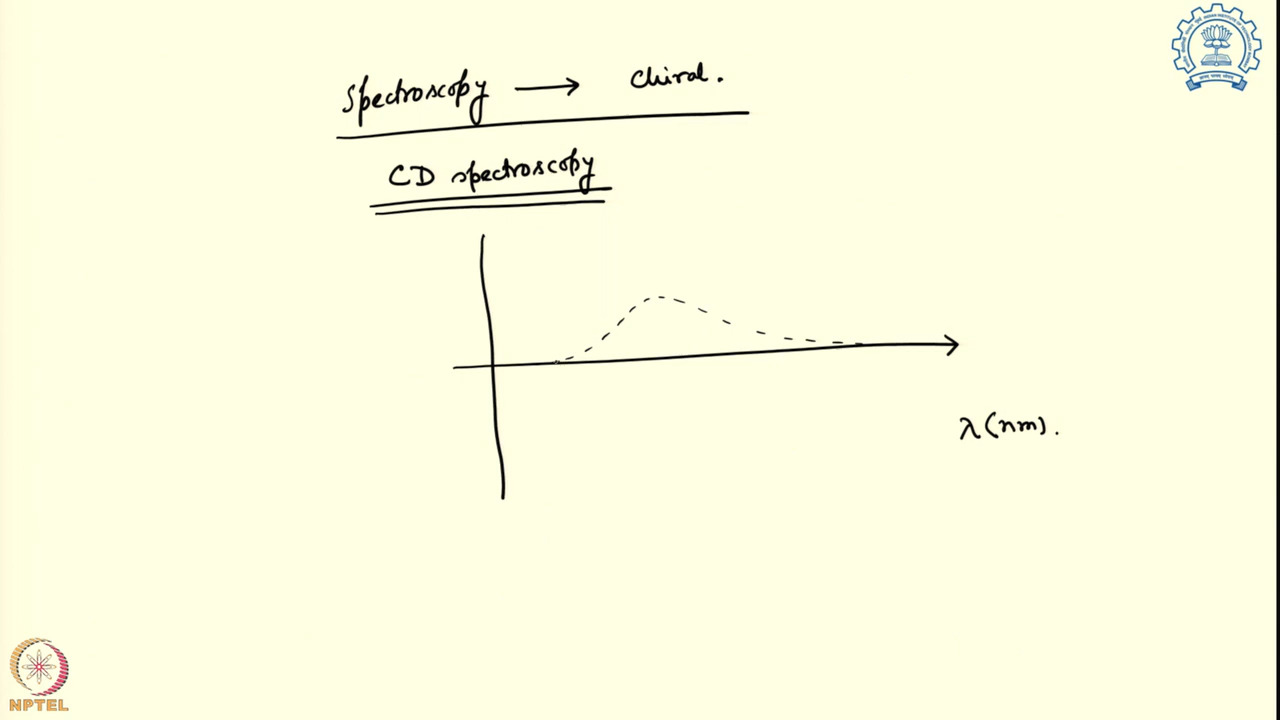 Spectroscopy → Chiral.
CD spectroscopy
λ(nm).
NPTEL